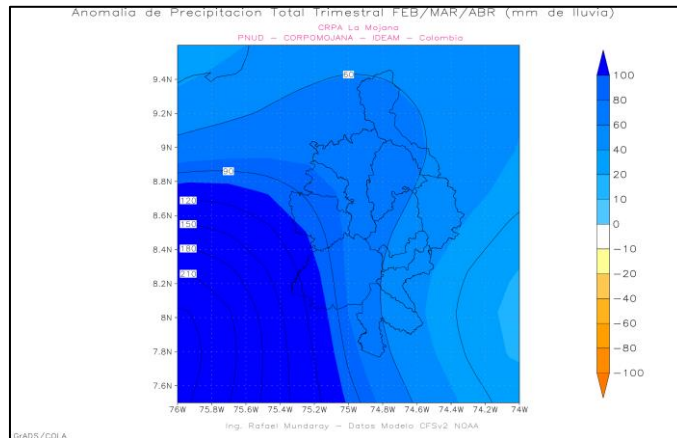 Anomalia de Precipitacion Total Trimestral FEB/MAR/ABR (mm de lluvia)
CRPA La Mojana
PNUD – CORPOMOJANA – IDEAM – Colombia
9.4N
9.2N
9N
8.8N
8.6N
8.4N
8.2N
8N
7.8N
7.6N
60
90
120
150
180
210
76W 75.8W 75.6W 75.4W 75.2W 75W 74.8W 74.6W 74.4W 74.2W 74W
100
80
60
40
20
0
−10
−20
−40
−60
−80
−100
Ing. Rafael Mundaray – Datos Modelo CFSv2 NOAA
GrADS/COLA